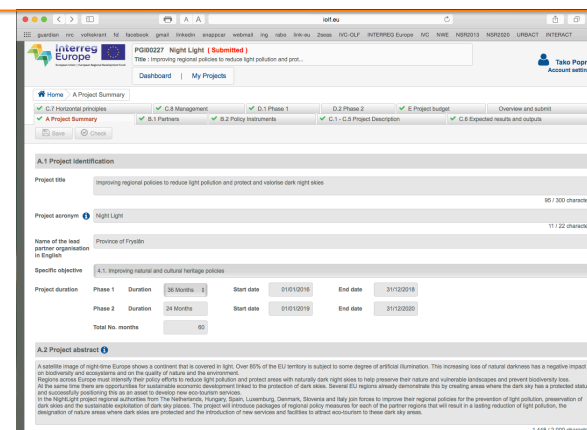 iolf.eu
guardian nrc volkskrant fd facebook gmail linkedin snappcar webmail ing rabo link-eu 2seas IVC-OLF INTERREG Europe IVC NWE NSR2013 NSR2020 URBACT INTERACT
Interreg
Europe
PGI00227 Night Light ( Submitted )
Title : Improving regional policies to reduce light pollution and prot...
Dashboard | My Projects
Tako Popm
Account settin
Home A Project Summary
C.7 Horizontal principles C.8 Management D.1 Phase 1 D.2 Phase 2 E Project budget Overview and submit
A Project Summary B.1 Partners B.2 Policy Instruments C.1 - C.5 Project Description C.6 Expected results and outputs
Save Check
A.1 Project identification
Project title Improving regional policies to reduce light pollution and protect and valorise dark night skies
95 / 300 characte
Project acronym Night Light
11 / 22 characte
Name of the lead
partner organisation
in English
Province of Fryslân
Specific objective 4.1. Improving natural and cultural heritage policies
Project duration Phase 1 Duration 36 Months Start date 01/01/2016 End date 31/12/2018
Phase 2 Duration 24 Months Start date 01/01/2018 End date 31/12/2020
Total No. months 60
A.2 Project abstract
A satellite image of night-time Europe shows a continent that is covered in light. Over 85% of the EU territory is subject to some degree of artificial illumination. This increasing loss of natural darkness has a negative impact
on biodiversity and ecosystems and on the quality of nature and the environment.
Regions across Europe must intensify their policy efforts to reduce light pollution and protect areas with naturally dark night skies to help preserve their nature and vulnerable landscapes and prevent biodiversity loss.
At the same time there are opportunities for sustainable economic development linked to the protection of dark skies. Several EU regions already demonstrate this by creating areas where the dark sky has a protected statu
and successfully positioning this as an asset to develop new eco-tourism services.
In the NightLight project regional authorities from The Netherlands, Hungary, Spain, Luxemburg, Denmark, Slovenia and Italy join forces to improve their regional policies for the prevention of light pollution, preservation of
dark skies and the sustainable exploitation of dark sky places. The project will introduce packages of regional policy measures for each of the partner regions that will result in a lasting reduction of light pollution, the
designation of nature areas where dark skies are protected and the introduction of new services and facilities to attract eco-tourism to these dark sky areas.